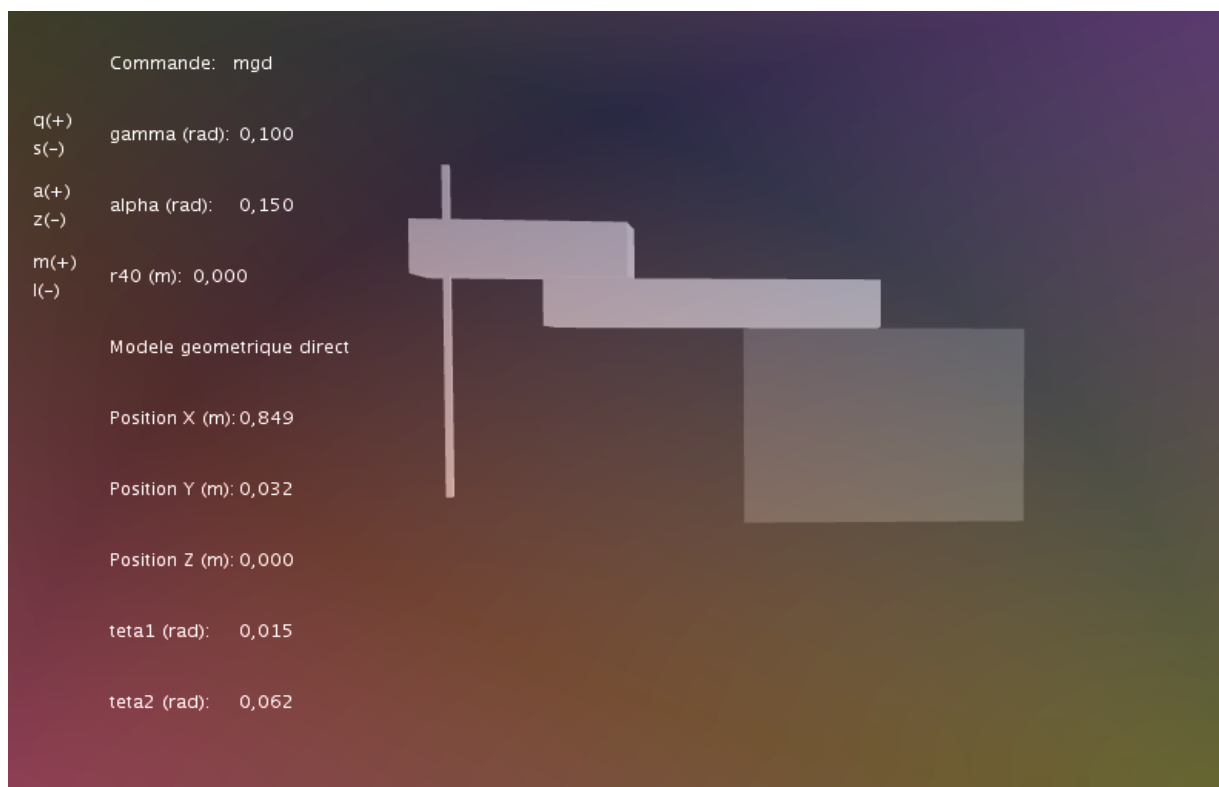 Commande: mgd
q(+)
s(–)
gamma (rad): 0,100
a(+)
z(–)
alpha (rad): 0,150
m(+)
l(–)
r40 (m): 0,000
Modele geometrique direct
Position X (m): 0,849
Position Y (m): 0,032
Position Z (m): 0,000
teta1 (rad): 0,015
teta2 (rad): 0,062